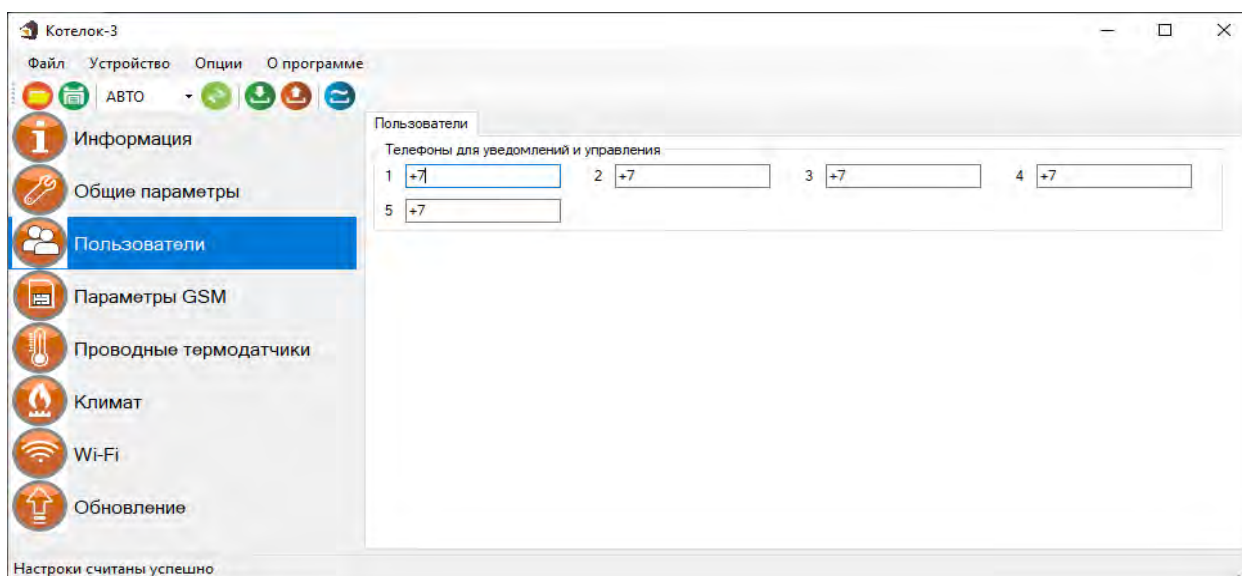 Котелок-3
Файл Устройство Опции О программе
АВТО
Информация
Общие параметры
Пользователи
Параметры GSM
Проводные термодатчики
Климат
Wi-Fi
Обновление
Пользователи
Телефоны для уведомлений и управления
1 +7 2 +7 3 +7 4 +7
5 +7
Настройки считаны успешно